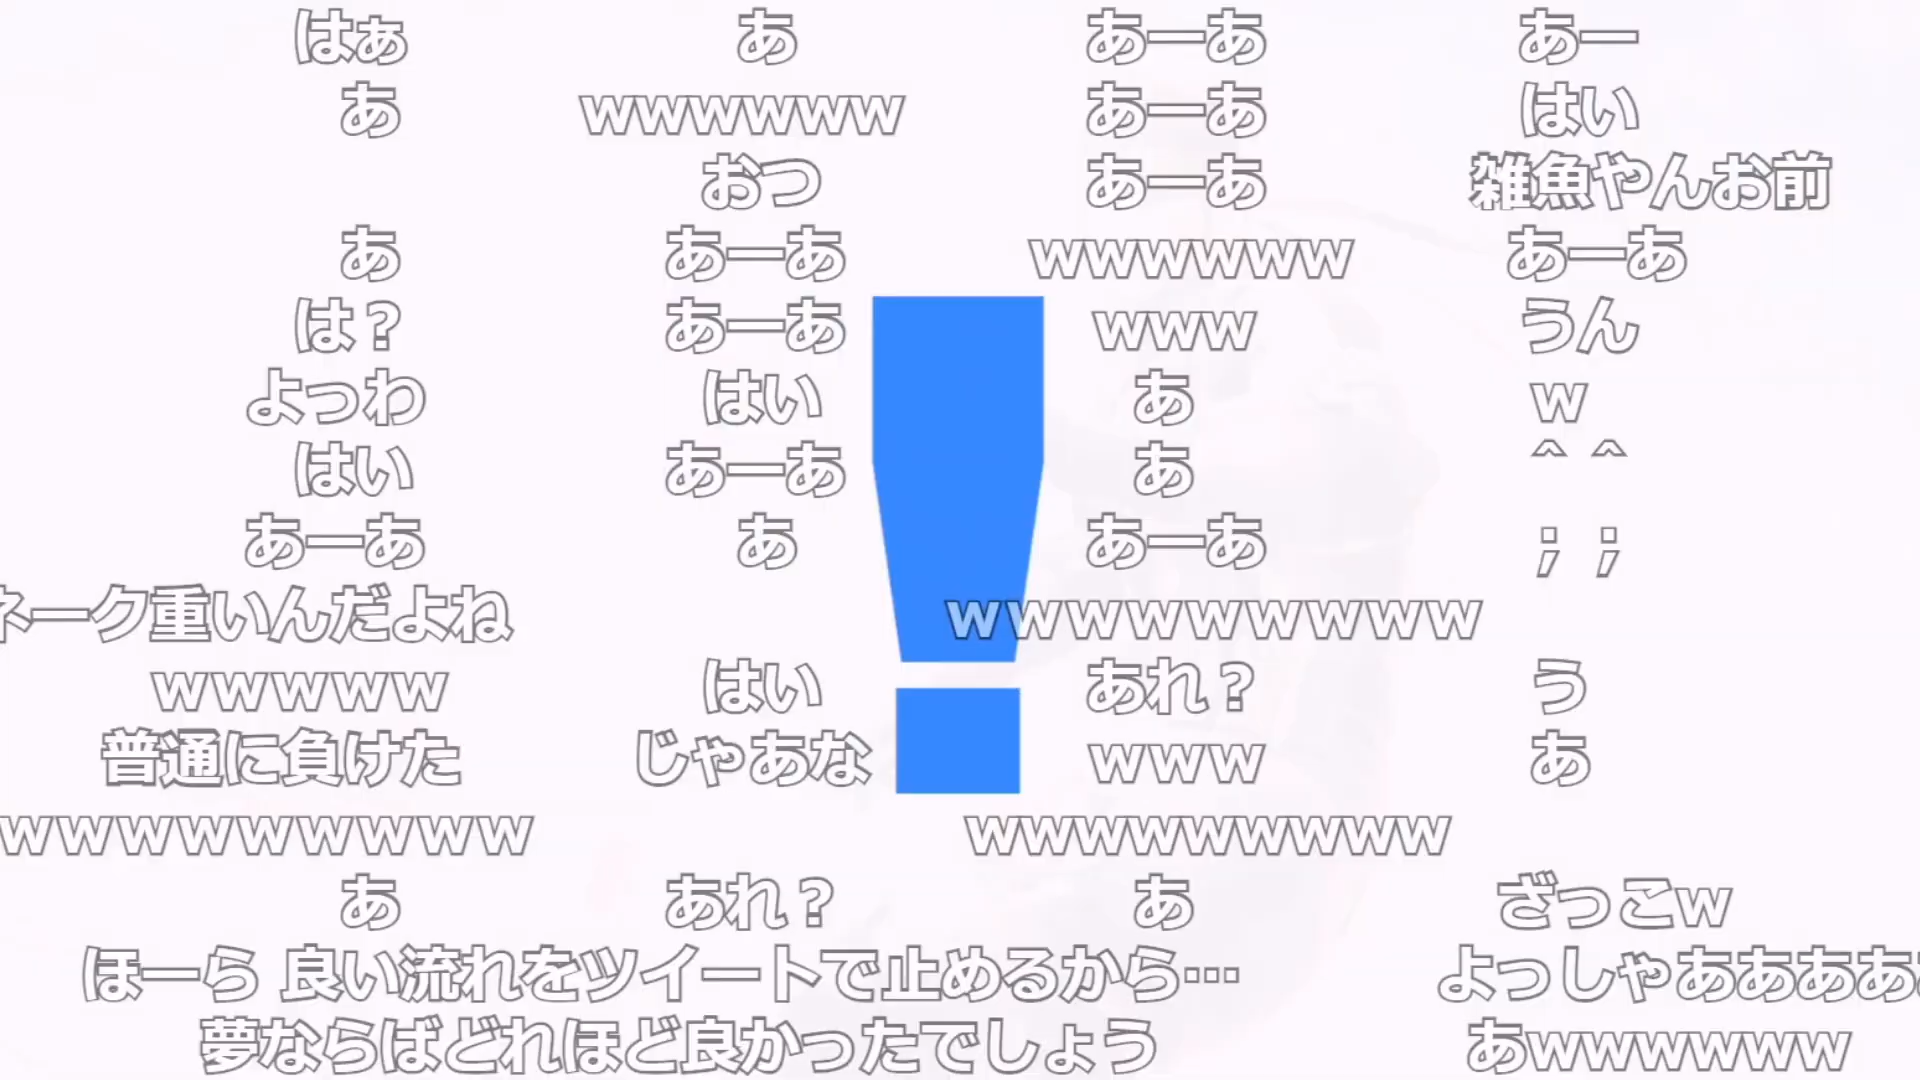 はぁ あ あーあ あー
あ wwwwww あーあ はい
おつ あーあ 雑魚やんお前
あ あーあ wwwwww あーあ
は？ あーあ www うん
よっわ はい あ w
はい あーあ あ ^ ^
あーあ あ あーあ ; ;
ネーク重いんだよね ! wwwwwwwww
wwwww はい あれ？ う
普通に負けた じゃあな www あ
wwwwwwwww wwwwwwwww
あ あれ？ あ ざっこw
ほーら 良い流れをツイートで止めるから… よっしゃああああ
夢ならばどれほど良かったでしょう あwwwwww